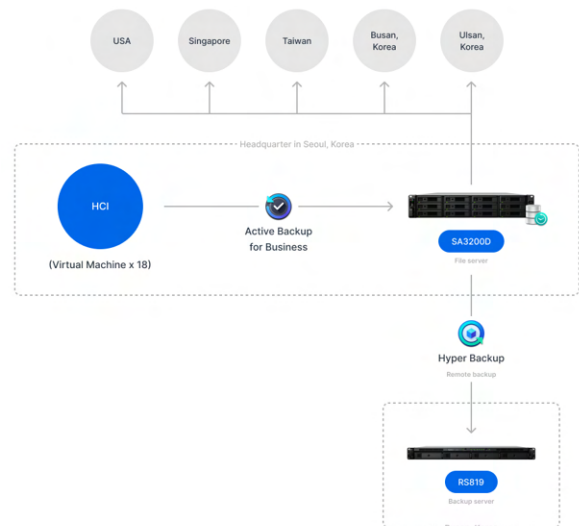 USA
Singapore
Taiwan
Busan,
Korea
Ulsan,
Korea
Headquarter in Seoul, Korea
HCI
(Virtual Machine x 18)
Active Backup
for Business
SA3200D
File server
Hyper Backup
Remote backup
RS819
Backup server